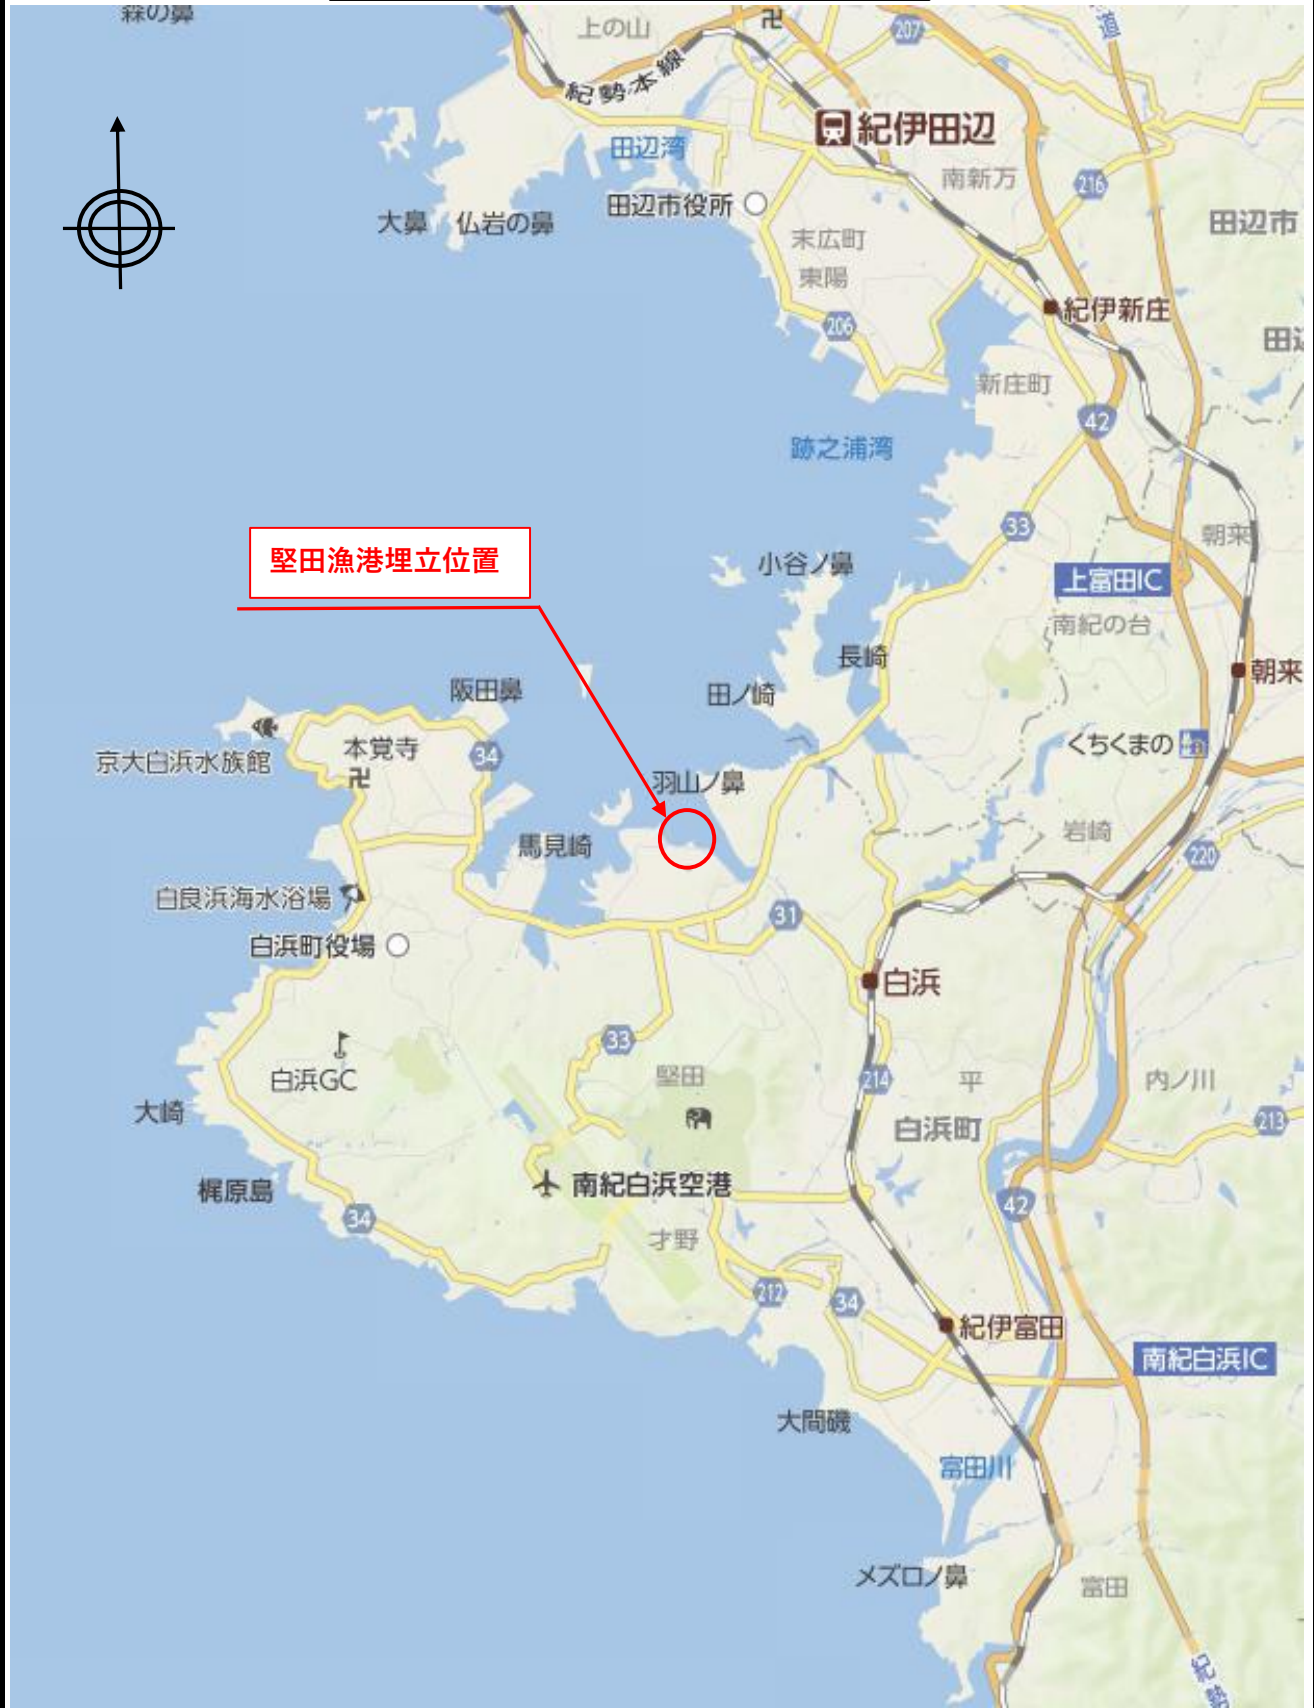 森の鼻
上の山
卍
207
道
紀勢本線
紀伊田辺
田辺湾
南新万
216
田辺市役所
大鼻
仏岩の鼻
田辺市
末広町
東陽
紀伊新庄
206
新庄町
42
跡之浦湾
33
朝来
堅田漁港埋立位置
小谷ノ鼻
上富田IC
南紀の台
長崎
朝来
阪田鼻
田ノ崎
くちくまの
京大白浜水族館
本覚寺
卍
34
羽山ノ鼻
岩崎
馬見崎
220
白良浜海水浴場
31
白浜町役場
白浜
33
白浜GC
堅田
214
平
内ノ川
大崎
白浜町
213
梶原島
南紀白浜空港
42
34
才野
212
34
紀伊富田
南紀白浜IC
大間磯
富田川
メズロノ鼻
富田
紀勢